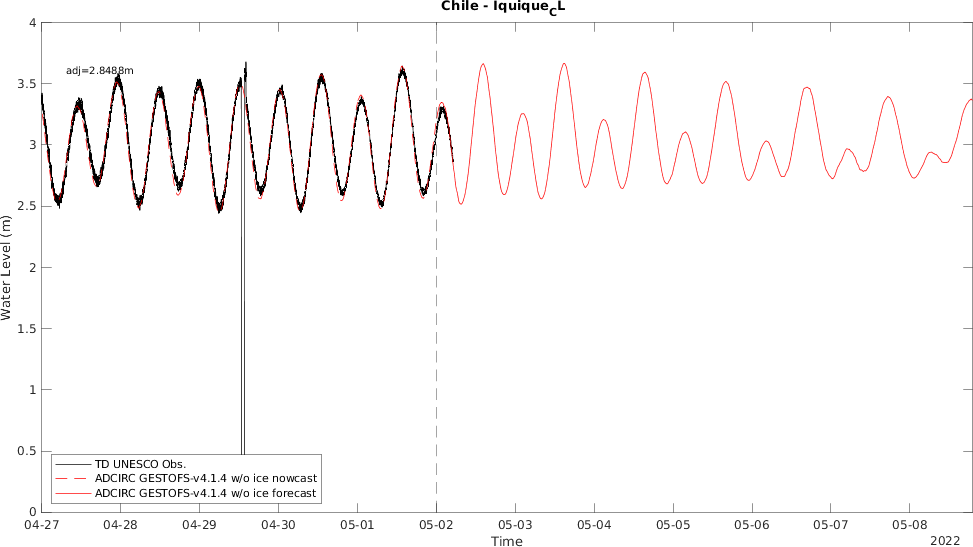 Chile - Iquique_CL
4
3.5
3
2.5
2
1.5
1
0.5
0
Water Level (m)
adj=2.8488m
TD UNESCO Obs.
ADCIRC GESTOFS-v4.1.4 w/o ice nowcast
ADCIRC GESTOFS-v4.1.4 w/o ice forecast
04-27 04-28 04-29 04-30 05-01 05-02 05-03 05-04 05-05 05-06 05-07 05-08
Time
2022